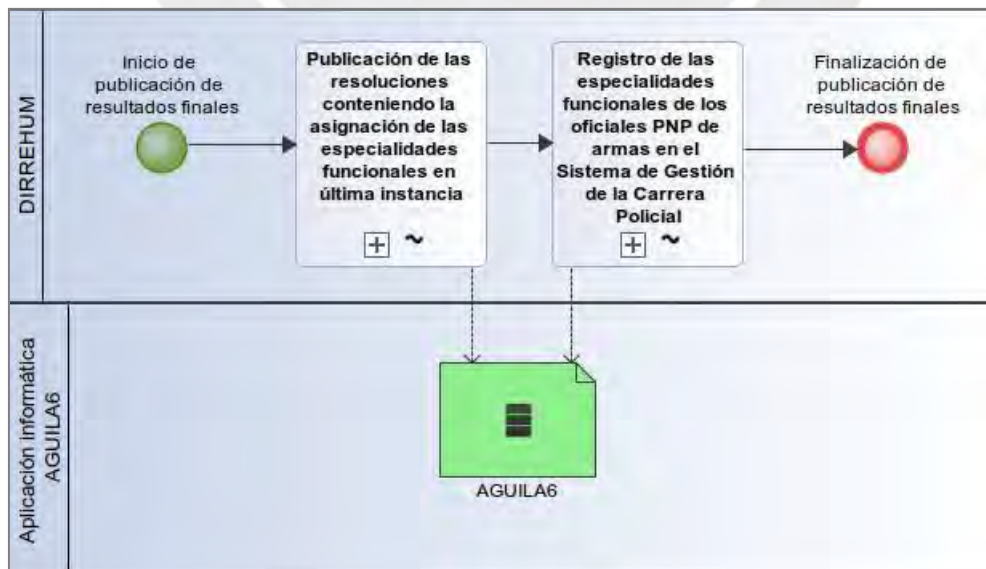 DIRREHUM
Inicio de
publicación de
resultados finales
Publicación de las
resoluciones
conteniendo la
asignación de las
especialidades
funcionales en
última instancia
Registro de las
especialidades
funcionales de los
oficiales PNP de
armas en el
Sistema de Gestión
de la Carrera
Policial
Finalización de
publicación de
resultados finales
Aplicación informática
AGUILA6
AGUILA6